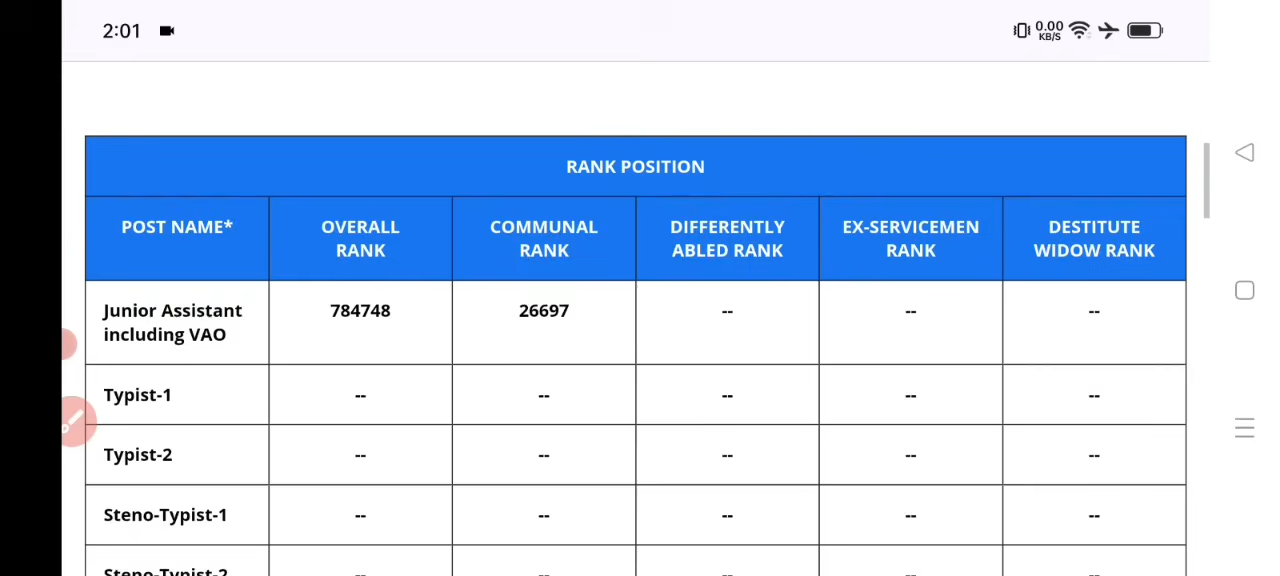 2:01
0.00
KB/S
RANK POSITION
POST NAME*
OVERALL
RANK
COMMUNAL
RANK
DIFFERENTLY
ABLED RANK
EX-SERVICEMEN
RANK
DESTITUTE
WIDOW RANK
Junior Assistant
including VAO
784748
26697
--
--
--
Typist-1
--
--
--
--
--
Typist-2
--
--
--
--
--
Steno-Typist-1
--
--
--
--
--
Steno-Typist-2
--
--
--
--
--